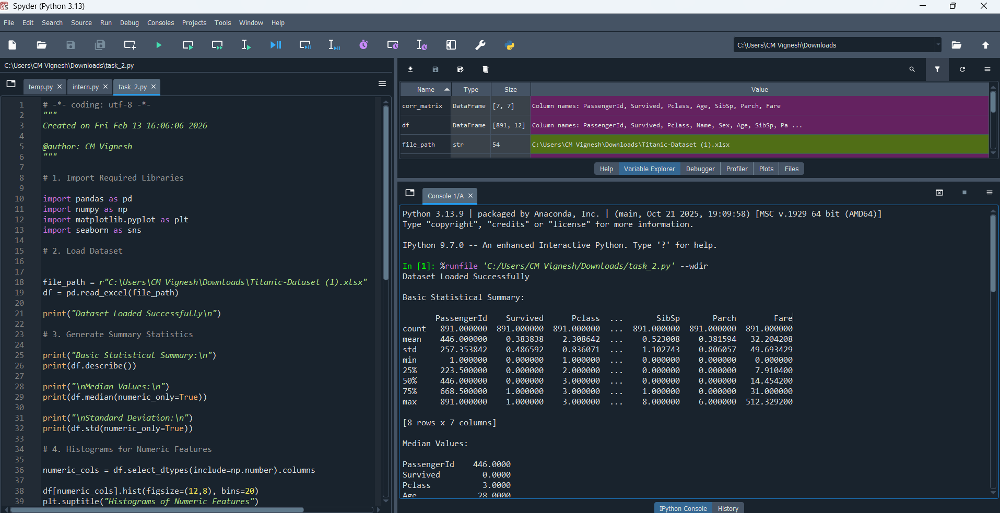 Spyder (Python 3.13)
File Edit Search Source Run Debug Consoles Projects Tools Window Help
C:\Users\CM Vignesh\Downloads
C:\Users\CM Vignesh\Downloads\task_2.py
temp.py intern.py task_2.py
1 # -*- coding: utf-8 -*-
2 """
3 Created on Fri Feb 13 16:06:06 2026
4
5 @author: CM Vignesh
6 """
7
8 # 1. Import Required Libraries
9
10 import pandas as pd
11 import numpy as np
12 import matplotlib.pyplot as plt
13 import seaborn as sns
14
15 # 2. Load Dataset
16
17
18 file_path = r"C:\Users\CM Vignesh\Downloads\Titanic-Dataset (1).xlsx"
19 df = pd.read_excel(file_path)
20
21 print("Dataset Loaded Successfully\n")
22
23 # 3. Generate Summary Statistics
24
25 print("Basic Statistical Summary:\n")
26 print(df.describe())
27
28 print("\nMedian Values:\n")
29 print(df.median(numeric_only=True))
30
31 print("\nStandard Deviation:\n")
32 print(df.std(numeric_only=True))
33
34 # 4. Histograms for Numeric Features
35
36 numeric_cols = df.select_dtypes(include=np.number).columns
37
38 df[numeric_cols].hist(figsize=(12,8), bins=20)
39 plt.suptitle("Histograms of Numeric Features")
Name Type Size Value
corr_matrix DataFrame [7, 7] Column names: PassengerId, Survived, Pclass, Age, SibSp, Parch, Fare
df DataFrame [891, 12] Column names: PassengerId, Survived, Pclass, Name, Sex, Age, SibSp, Pa ...
file_path str 54 C:\Users\CM Vignesh\Downloads\Titanic-Dataset (1).xlsx
Help Variable Explorer Debugger Profiler Plots Files
Console 1/A
Python 3.13.9 | packaged by Anaconda, Inc. | (main, Oct 21 2025, 19:09:58) [MSC v.1929 64 bit (AMD64)]
Type "copyright", "credits" or "license" for more information.
IPython 9.7.0 -- An enhanced Interactive Python. Type '?' for help.
In [1]: %runfile 'C:/Users/CM Vignesh/Downloads/task_2.py' --wdir
Dataset Loaded Successfully
Basic Statistical Summary:
PassengerId Survived Pclass ... SibSp Parch Fare
count 891.000000 891.000000 891.000000 ... 891.000000 891.000000 891.000000
mean 446.000000 0.383838 2.308642 ... 0.523008 0.381594 32.204208
std 257.353842 0.486592 0.836071 ... 1.102743 0.806057 49.693429
min 1.000000 0.000000 1.000000 ... 0.000000 0.000000 0.000000
25% 223.500000 0.000000 2.000000 ... 0.000000 0.000000 7.910400
50% 446.000000 0.000000 3.000000 ... 0.000000 0.000000 14.454200
75% 668.500000 1.000000 3.000000 ... 1.000000 0.000000 31.000000
max 891.000000 1.000000 3.000000 ... 8.000000 6.000000 512.329200
[8 rows x 7 columns]
Median Values:
PassengerId 446.0000
Survived 0.0000
Pclass 3.0000
Age 28.0000
IPython Console History